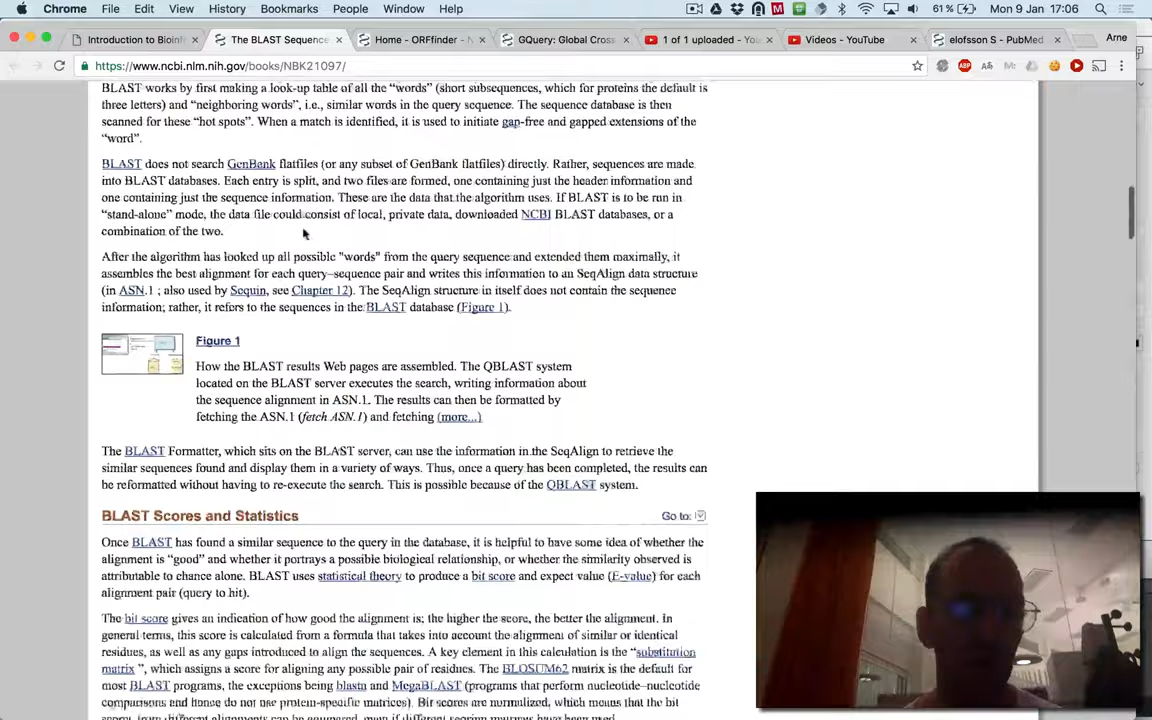 Chrome File Edit View History Bookmarks People Window Help 61% Mon 9 Jan 17:06
Introduction to Bioinf The BLAST Sequence Home - ORFfinder - N GQuery: Global Cross 1 of 1 uploaded - You Videos - YouTube elofsson S - PubMed Arne
https://www.ncbi.nlm.nih.gov/books/NBK21097/
BLAST works by first making a look-up table of all the “words” (short subsequences, which for proteins the default is
three letters) and “neighboring words”, i.e., similar words in the query sequence. The sequence database is then
scanned for these “hot spots”. When a match is identified, it is used to initiate gap-free and gapped extensions of the
“word”.
BLAST does not search GenBank flatfiles (or any subset of GenBank flatfiles) directly. Rather, sequences are made
into BLAST databases. Each entry is split, and two files are formed, one containing just the header information and
one containing just the sequence information. These are the data that the algorithm uses. If BLAST is to be run in
“stand-alone” mode, the data file could consist of local, private data, downloaded NCBI BLAST databases, or a
combination of the two.
After the algorithm has looked up all possible "words" from the query sequence and extended them maximally, it
assembles the best alignment for each query–sequence pair and writes this information to an SeqAlign data structure
(in ASN.1 ; also used by Sequin, see Chapter 12). The SeqAlign structure in itself does not contain the sequence
information; rather, it refers to the sequences in the BLAST database (Figure 1).
Figure 1
How the BLAST results Web pages are assembled. The QBLAST system
located on the BLAST server executes the search, writing information about
the sequence alignment in ASN.1. The results can then be formatted by
fetching the ASN.1 (fetch ASN.1) and fetching (more...)
The BLAST Formatter, which sits on the BLAST server, can use the information in the SeqAlign to retrieve the
similar sequences found and display them in a variety of ways. Thus, once a query has been completed, the results can
be reformatted without having to re-execute the search. This is possible because of the QBLAST system.
BLAST Scores and Statistics Go to:
Once BLAST has found a similar sequence to the query in the database, it is helpful to have some idea of whether the
alignment is “good” and whether it portrays a possible biological relationship, or whether the similarity observed is
attributable to chance alone. BLAST uses statistical theory to produce a bit score and expect value (E-value) for each
alignment pair (query to hit).
The bit score gives an indication of how good the alignment is; the higher the score, the better the alignment. In
general terms, this score is calculated from a formula that takes into account the alignment of similar or identical
residues, as well as any gaps introduced to align the sequences. A key element in this calculation is the “substitution
matrix ”, which assigns a score for aligning any possible pair of residues. The BLOSUM62 matrix is the default for
most BLAST programs, the exceptions being blastn and MegaBLAST (programs that perform nucleotide–nucleotide
comparisons and hence do not use protein-specific matrices). Bit scores are normalized, which means that the bit
scores from different alignments can be compared, even if different scoring matrices have been used.